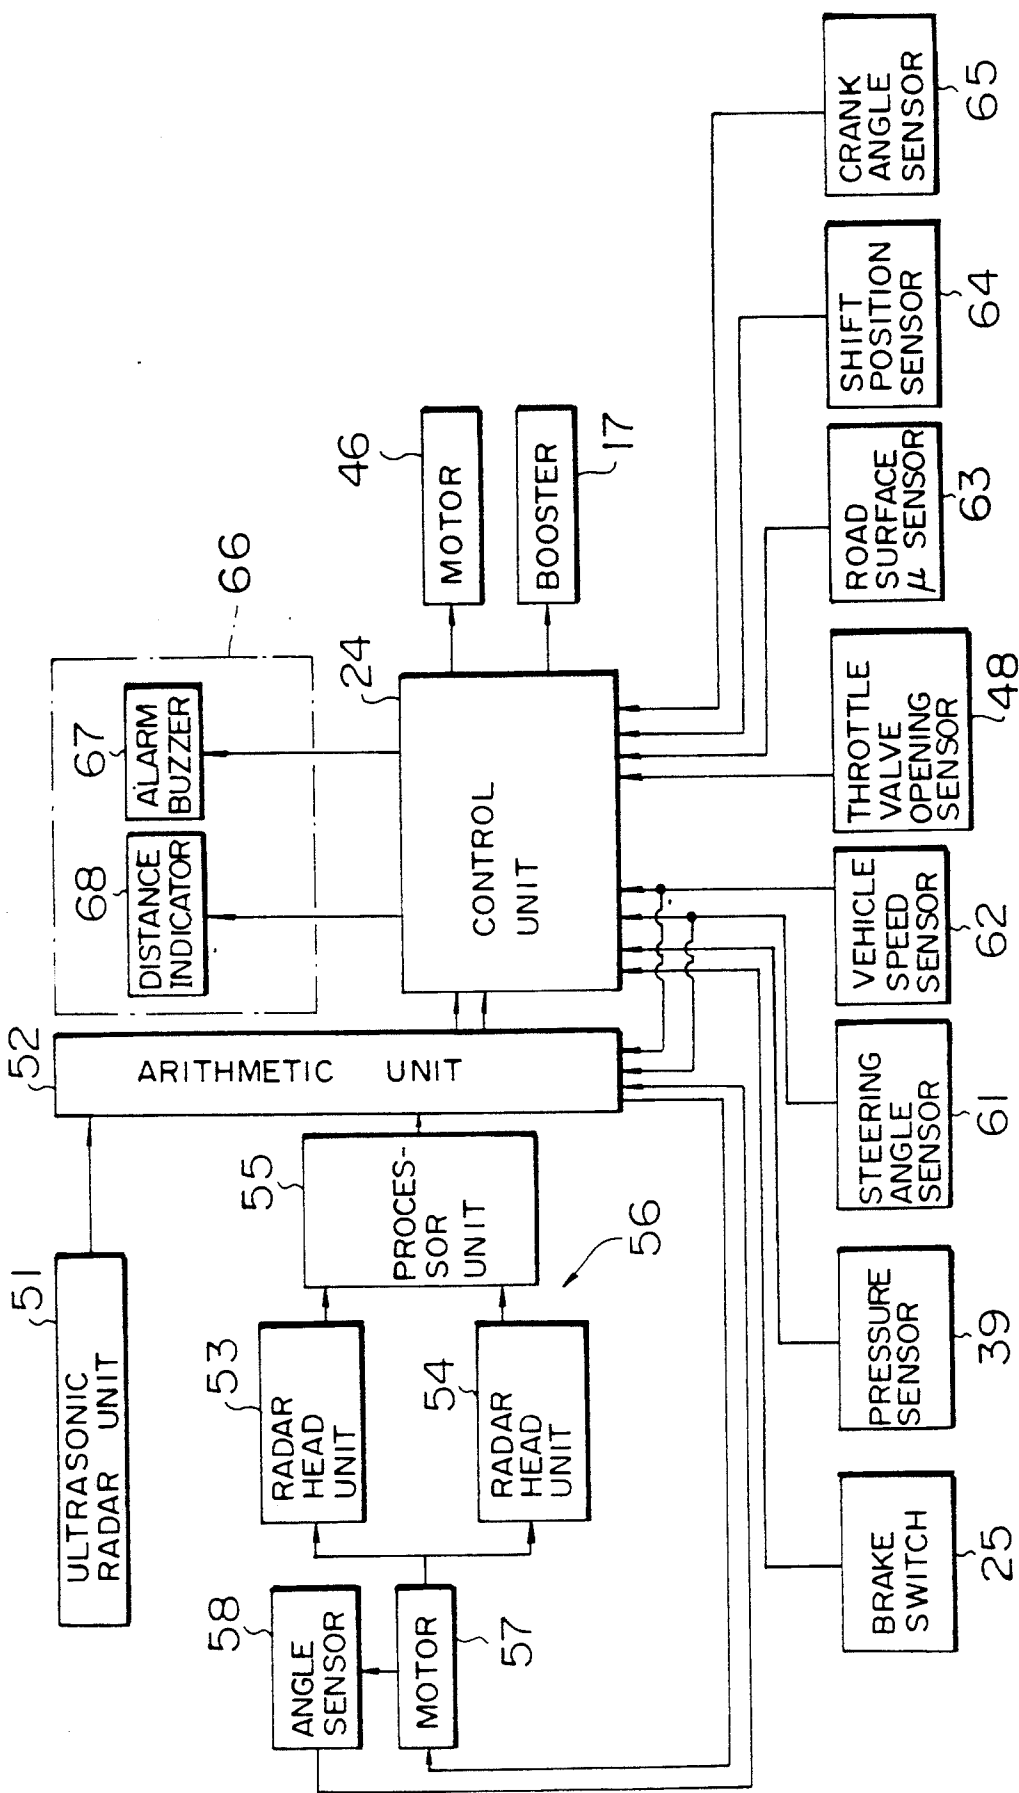 51
ULTRASONIC
RADAR UNIT
52
ARITHMETIC UNIT
66
68
DISTANCE
INDICATOR
67
ALARM
BUZZER
58
ANGLE
SENSOR
53
RADAR
HEAD
UNIT
55
PROCES-
SOR
UNIT
24
CONTROL
UNIT
46
MOTOR
57
MOTOR
54
RADAR
HEAD
UNIT
56
BOOSTER
17
BRAKE
SWITCH
25
PRESSURE
SENSOR
39
STEERING
ANGLE
SENSOR
61
VEHICLE
SPEED
SENSOR
62
THROTTLE
VALVE
OPENING
SENSOR
48
ROAD
SURFACE
μ SENSOR
63
SHIFT
POSITION
SENSOR
64
CRANK
ANGLE
SENSOR
65